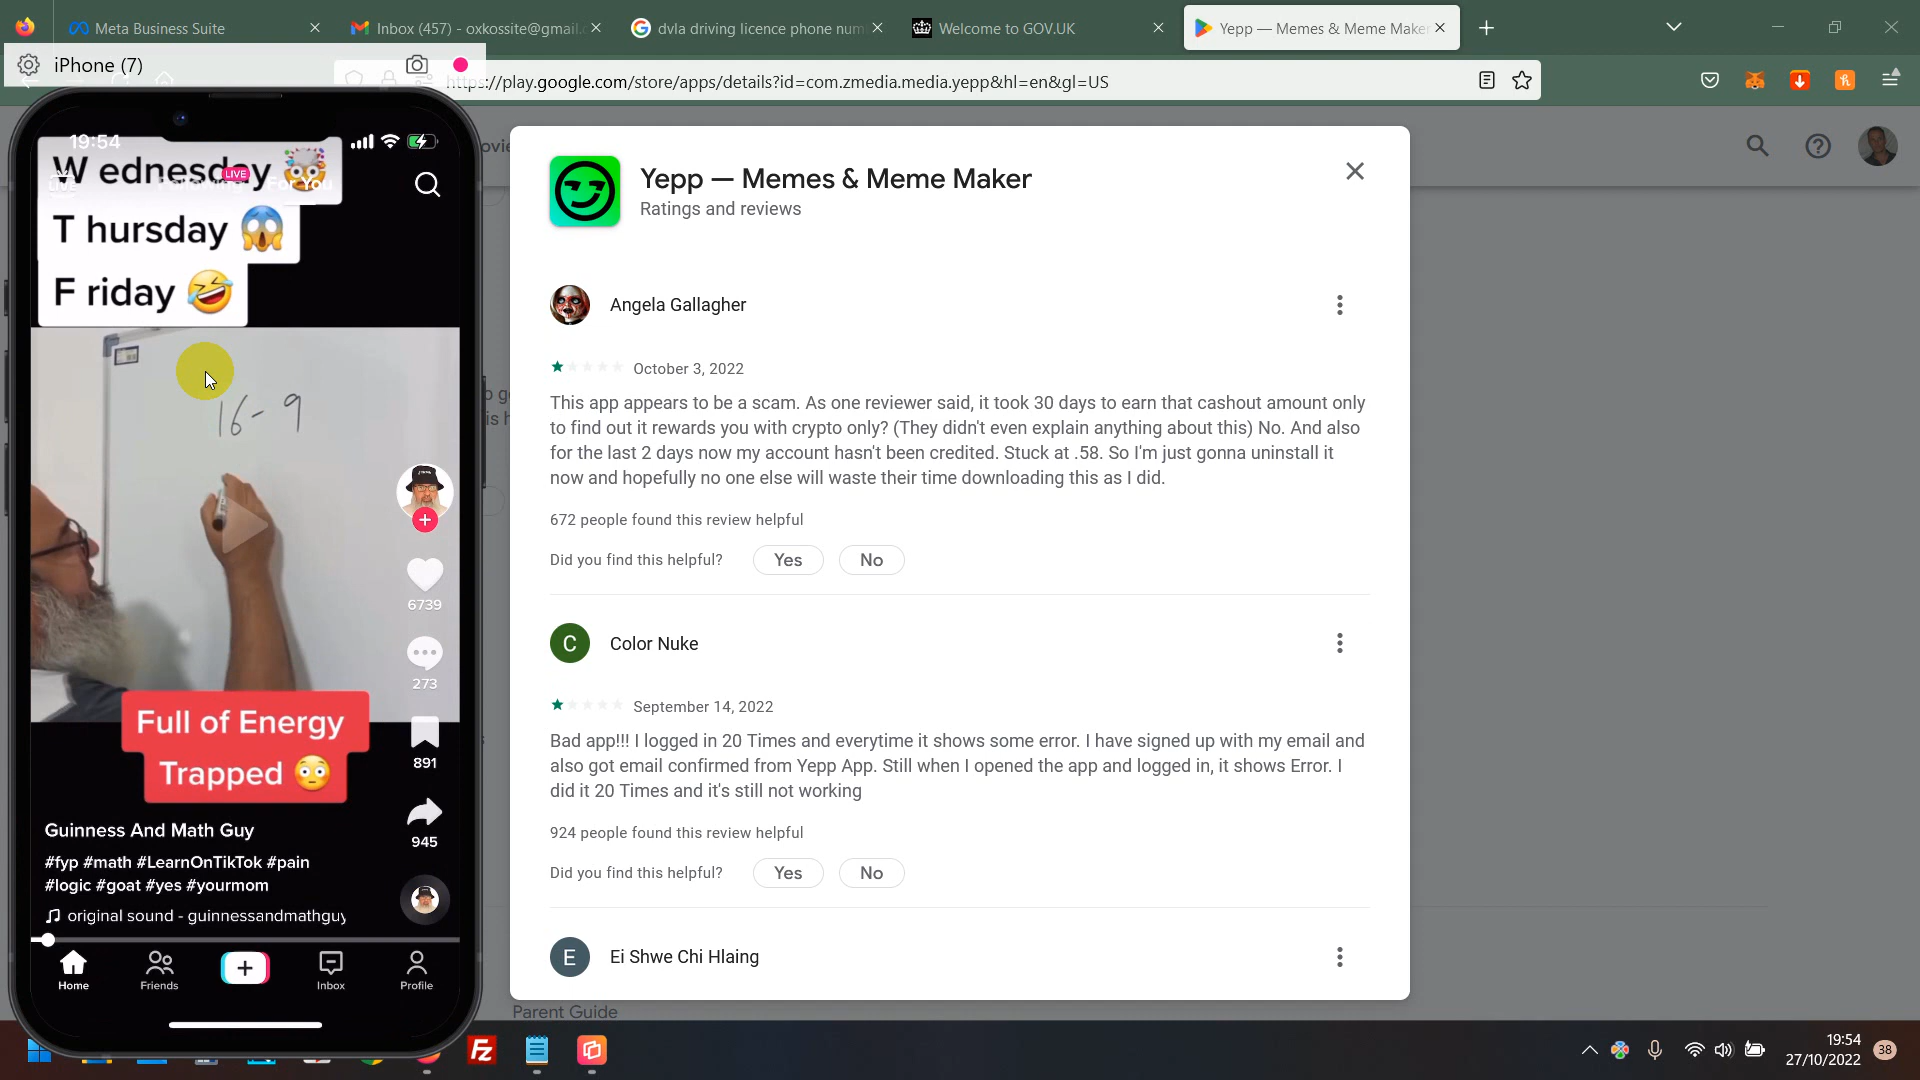 Meta Business Suite
Inbox (457) - oxkossite@gmail.c
dvla driving licence phone num
Welcome to GOV.UK
Yepp — Memes & Meme Maker
iPhone (7)
https://play.google.com/store/apps/details?id=com.zmedia.media.yepp&hl=en&gl=US
19:54
W ednesday 🤯
LIVE
LIVE
Following
For You
T hursday 😱
F riday 🤣
16-9
6739
273
Full of Energy
Trapped 😳
891
945
Guinness And Math Guy
#fyp #math #LearnOnTikTok #pain
#logic #goat #yes #yourmom
original sound - guinnessandmathguy
Home
Friends
Inbox
Profile
Yepp — Memes & Meme Maker
Ratings and reviews
Angela Gallagher
October 3, 2022
This app appears to be a scam. As one reviewer said, it took 30 days to earn that cashout amount only
to find out it rewards you with crypto only? (They didn't even explain anything about this) No. And also
for the last 2 days now my account hasn't been credited. Stuck at .58. So I'm just gonna uninstall it
now and hopefully no one else will waste their time downloading this as I did.
672 people found this review helpful
Did you find this helpful?
Yes
No
C
Color Nuke
September 14, 2022
Bad app!!! I logged in 20 Times and everytime it shows some error. I have signed up with my email and
also got email confirmed from Yepp App. Still when I opened the app and logged in, it shows Error. I
did it 20 Times and it's still not working
924 people found this review helpful
Did you find this helpful?
Yes
No
E
Ei Shwe Chi Hlaing
Parent Guide
Fz
19:54
27/10/2022
38